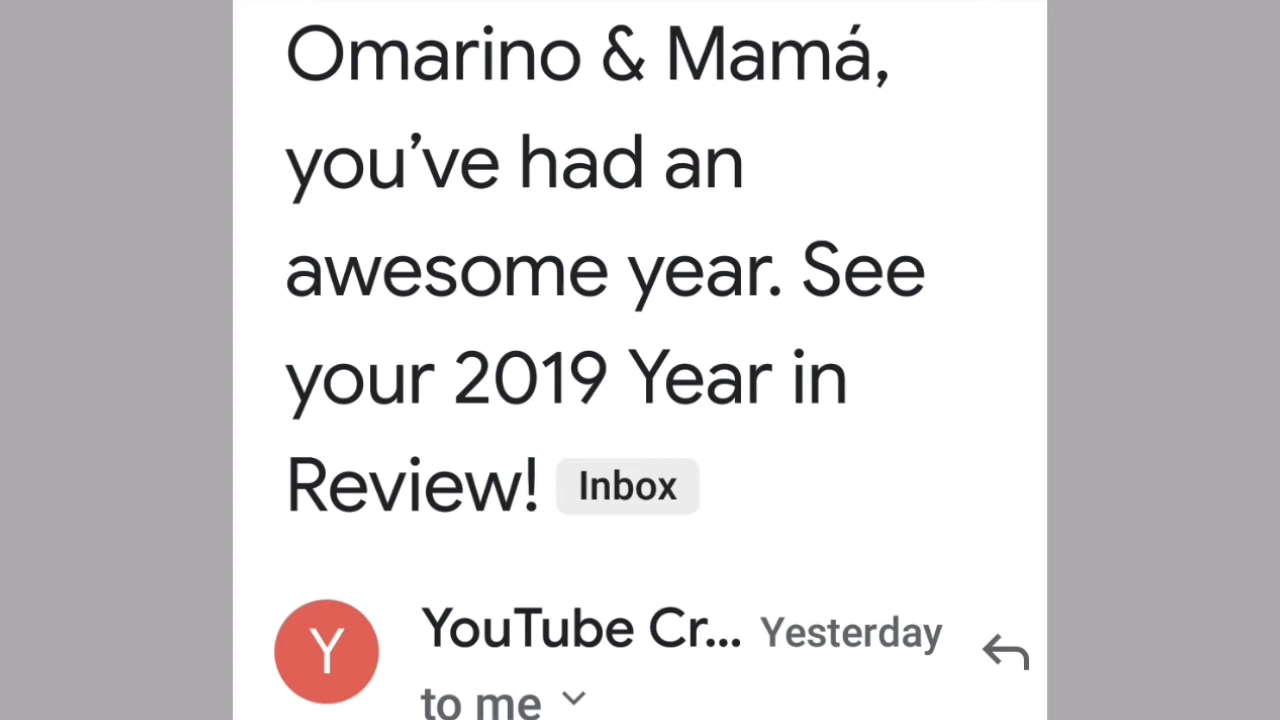 Omarino & Mamá,
you’ve had an
awesome year. See
your 2019 Year in
Review! Inbox
Y YouTube Cr... Yesterday
to me